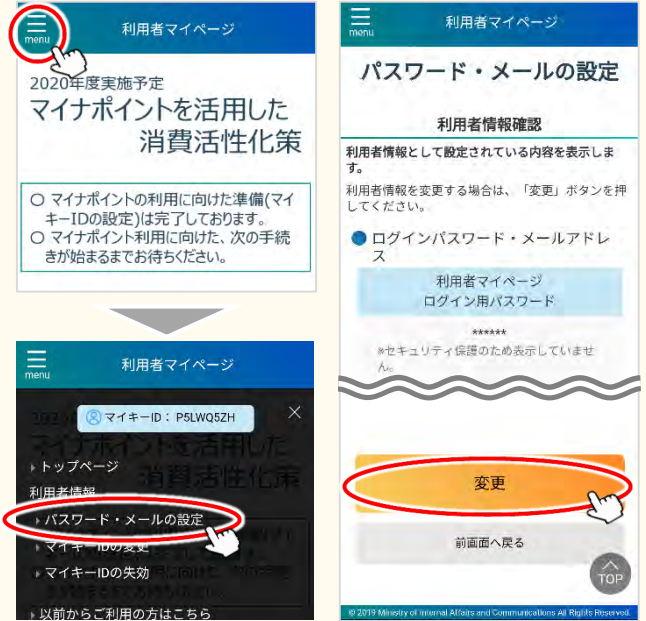 menu
利用者マイページ
2020年度実施予定
マイナポイントを活用した
消費活性化策
○ マイナポイントの利用に向けた準備(マイ
キーIDの設定)は完了しております。
○ マイナポイント利用に向けた、次の手続
きが始まるまでお待ちください。
menu
利用者マイページ
マイキーID：P5LWQ5ZH
×
トップページ
利用者情報
パスワード・メールの設定
マイキーIDの変更
マイキーIDの失効
以前からご利用の方はこちら
menu
利用者マイページ
パスワード・メールの設定
利用者情報確認
利用者情報として設定されている内容を表示しま
す。
利用者情報を変更する場合は、「変更」ボタンを押
してください。
ログインパスワード・メールアドレ
ス
利用者マイページ
ログイン用パスワード
******
※セキュリティ保護のため表示していませ
ん。
変更
前画面へ戻る
TOP
© 2019 Ministry of Internal Affairs and Communications All Rights Reserved.